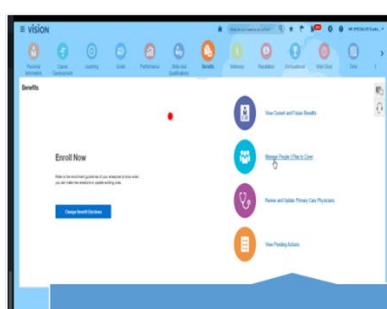 VISION
Personal
Information
Career
Development
Learning
Goals
Performance
Skills and
Qualifications
Benefits
Wellness
Reputation
Time
Benefits
View Current and Future Benefits
Manage People I Plan to Cover
Enroll Now
Change Benefit Elections
Review and Update Primary Care Physicians
View Pending Actions